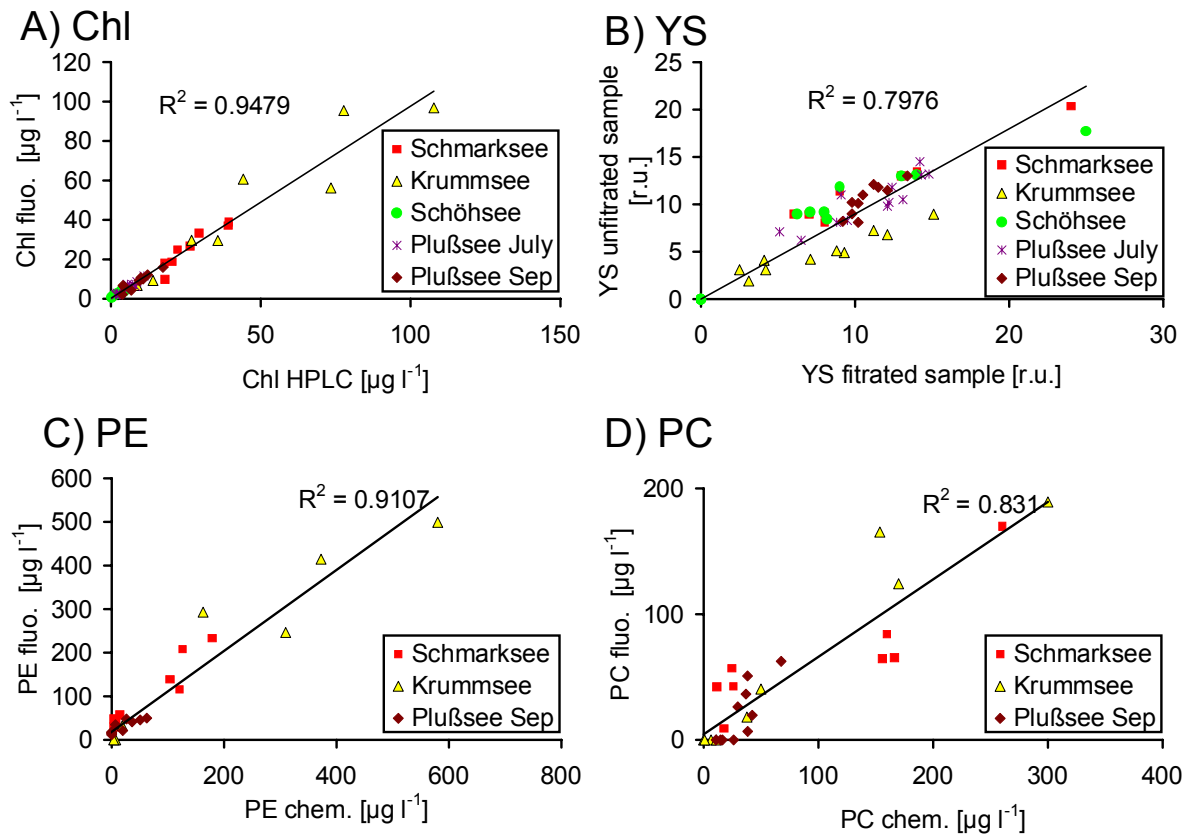 A) Chl
Chl fluo. [µg l⁻¹]
120
100
80
60
40
20
0
R² = 0.9479
Schmarksee
Krummsee
Schöhsee
Plußsee July
Plußsee Sep
0 50 100 150
Chl HPLC [µg l⁻¹]
B) YS
YS unfiltrated sample
[r.u.]
25
20
15
10
5
0
R² = 0.7976
Schmarksee
Krummsee
Schöhsee
Plußsee July
Plußsee Sep
0 10 20 30
YS fitrated sample [r.u.]
C) PE
PE fluo. [µg l⁻¹]
600
500
400
300
200
100
0
R² = 0.9107
Schmarksee
Krummsee
Plußsee Sep
0 200 400 600 800
PE chem. [µg l⁻¹]
D) PC
PC fluo. [µg l⁻¹]
200
100
0
R² = 0.831
Schmarksee
Krummsee
Plußsee Sep
0 100 200 300 400
PC chem. [µg l⁻¹]